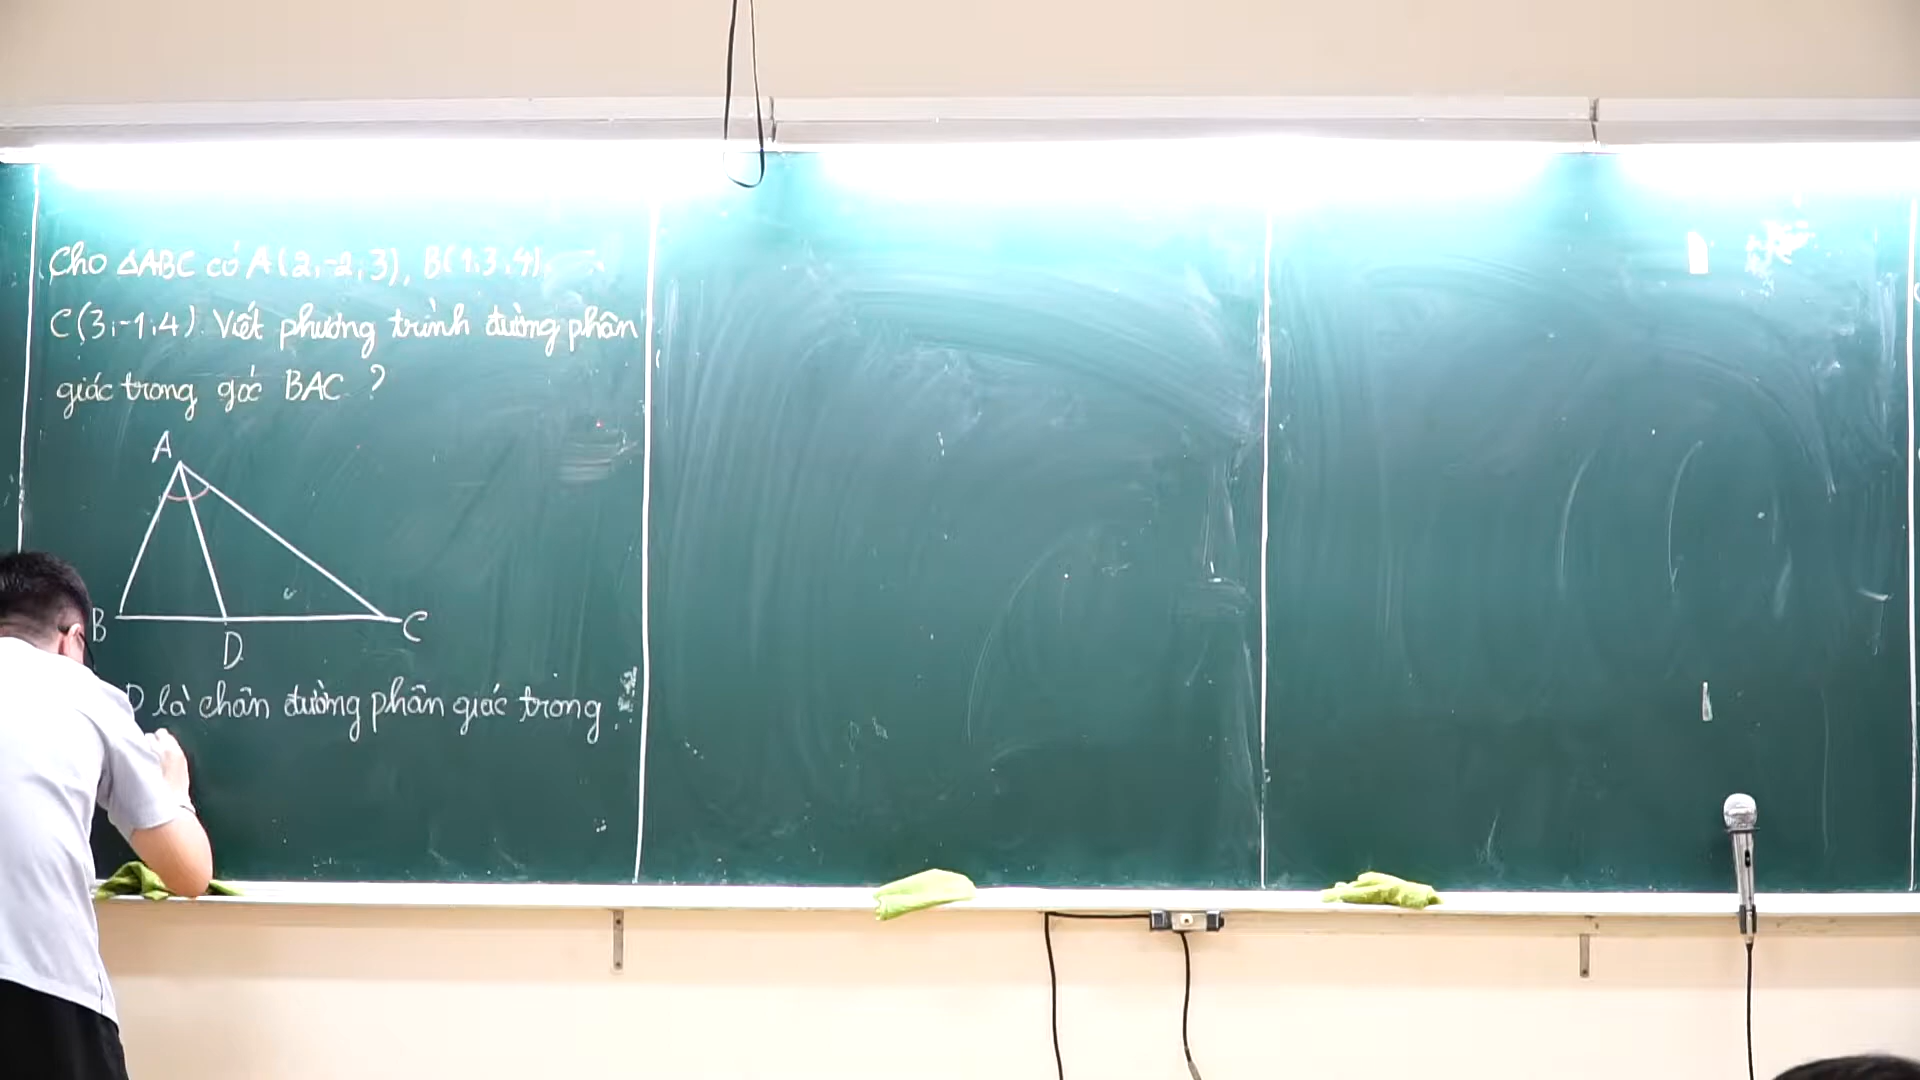 Cho △ABC có A(2;-2;3), B(1;3;4),
C(3;-1;4). Viết phương trình đường phân
giác trong góc BAC ?
A
B
C
D
D là chân đường phân giác trong